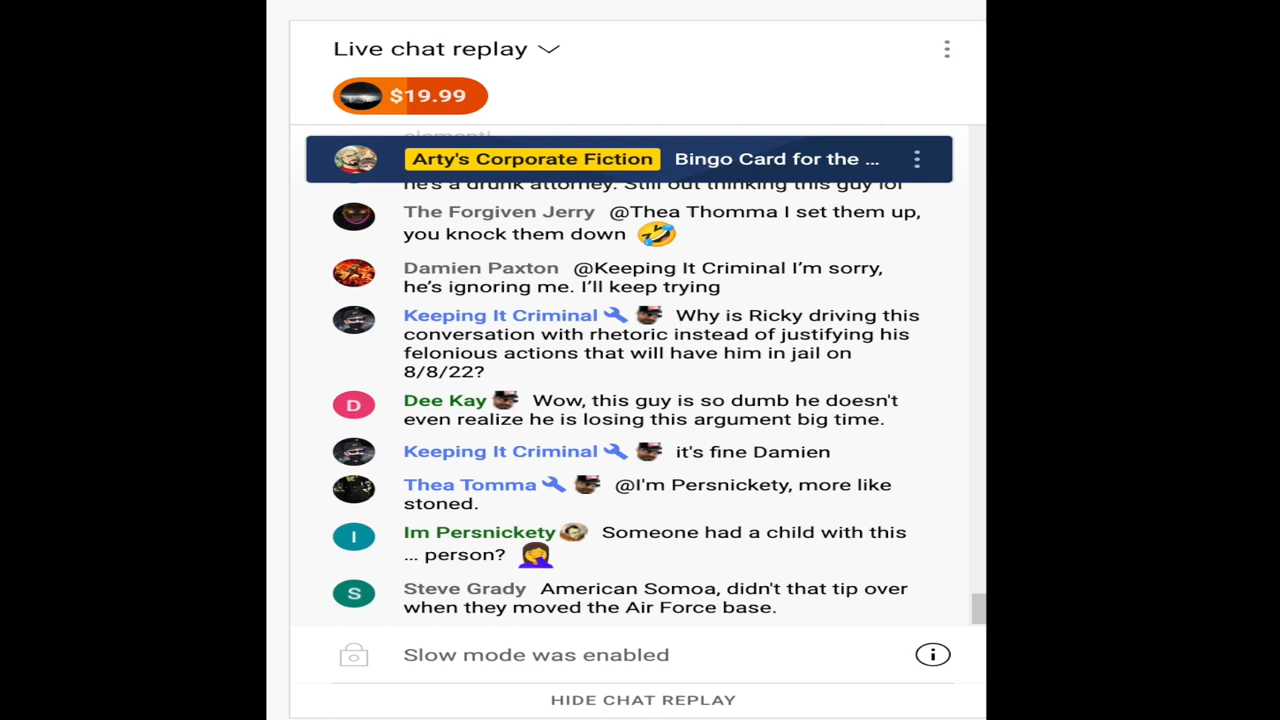 Live chat replay
$19.99
Arty's Corporate Fiction Bingo Card for the ...
he's a drunk attorney. Still out thinking this guy lol
The Forgiven Jerry @Thea Thomma I set them up,
you knock them down
Damien Paxton @Keeping It Criminal I’m sorry,
he’s ignoring me. I’ll keep trying
Keeping It Criminal Why is Ricky driving this
conversation with rhetoric instead of justifying his
felonious actions that will have him in jail on
8/8/22?
D
Dee Kay Wow, this guy is so dumb he doesn't
even realize he is losing this argument big time.
Keeping It Criminal it's fine Damien
Thea Tomma @I'm Persnickety, more like
stoned.
I
Im Persnickety Someone had a child with this
... person?
S
Steve Grady American Somoa, didn't that tip over
when they moved the Air Force base.
Slow mode was enabled
HIDE CHAT REPLAY